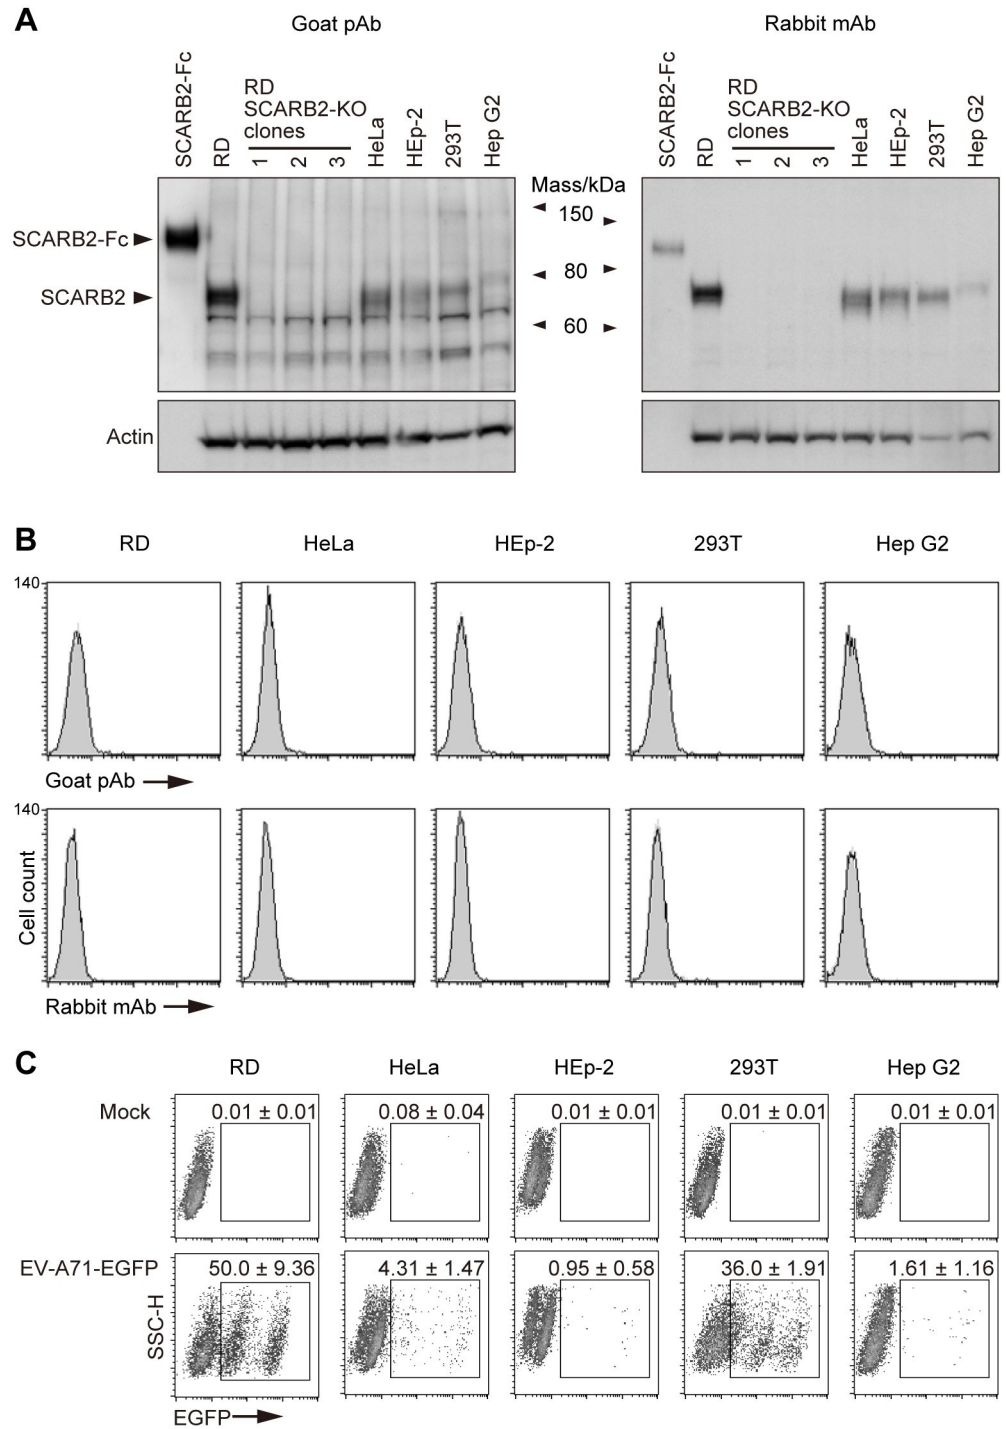 A
Goat pAb
Rabbit mAb
SCARB2-Fc
RD
RD
SCARB2-KO
clones
1
2
3
HeLa
HEp-2
293T
Hep G2
SCARB2-Fc
RD
RD
SCARB2-KO
clones
1
2
3
HeLa
HEp-2
293T
Hep G2
Mass/kDa
150
80
60
SCARB2-Fc
SCARB2
Actin
B
RD
HeLa
HEp-2
293T
Hep G2
140
Goat pAb
140
Cell count
Rabbit mAb
C
RD
HeLa
HEp-2
293T
Hep G2
Mock
0.01 ± 0.01
0.08 ± 0.04
0.01 ± 0.01
0.01 ± 0.01
0.01 ± 0.01
EV-A71-EGFP
50.0 ± 9.36
4.31 ± 1.47
0.95 ± 0.58
36.0 ± 1.91
1.61 ± 1.16
SSC-H
EGFP